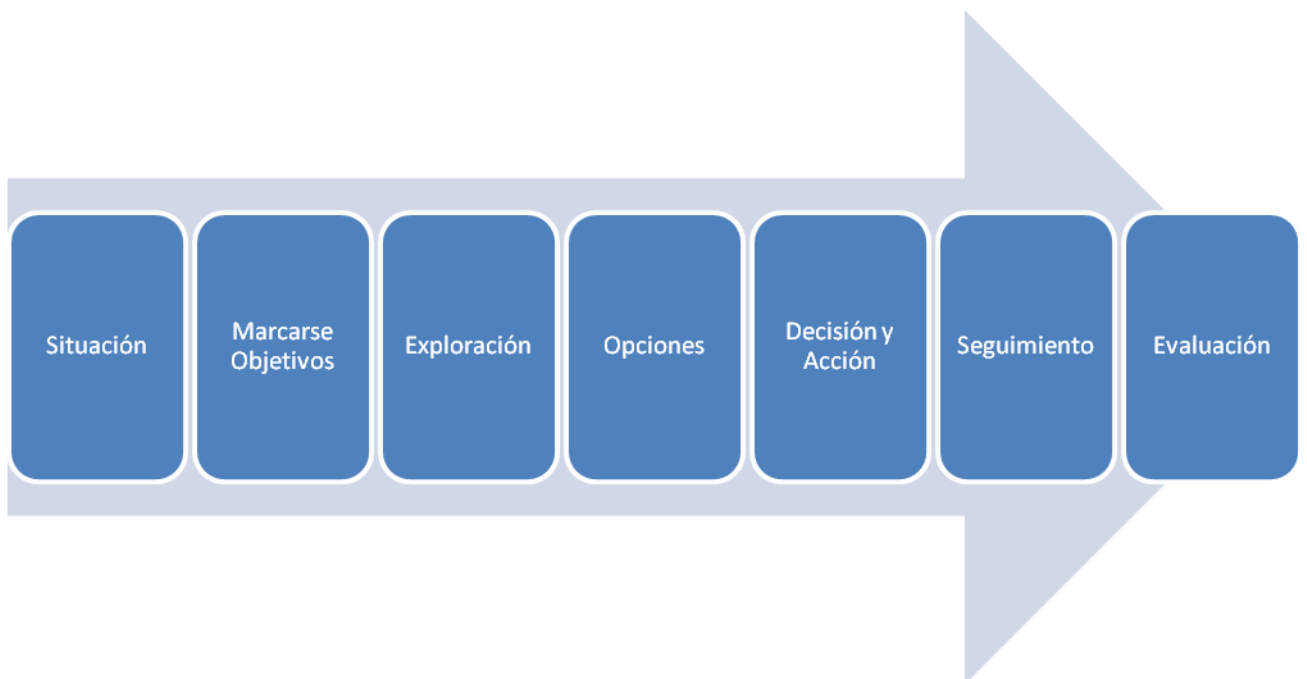 Situación
Marcarse
Objetivos
Exploración
Opciones
Decisión y
Acción
Seguimiento
Evaluación